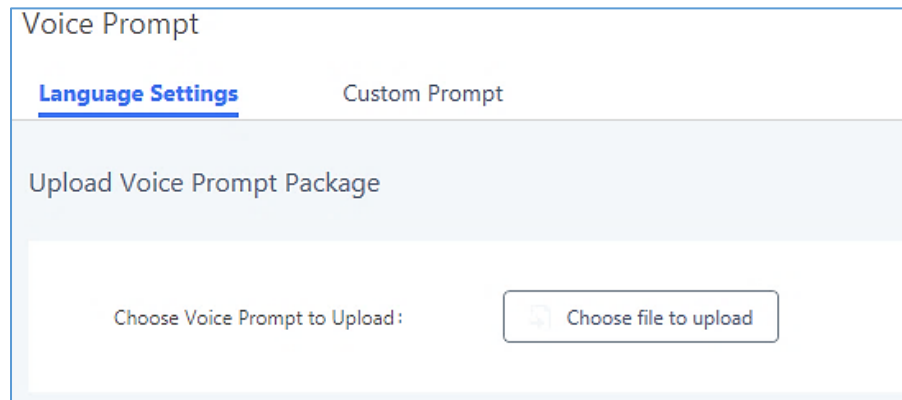 Voice Prompt
Language Settings Custom Prompt
Upload Voice Prompt Package
Choose Voice Prompt to Upload: Choose file to upload